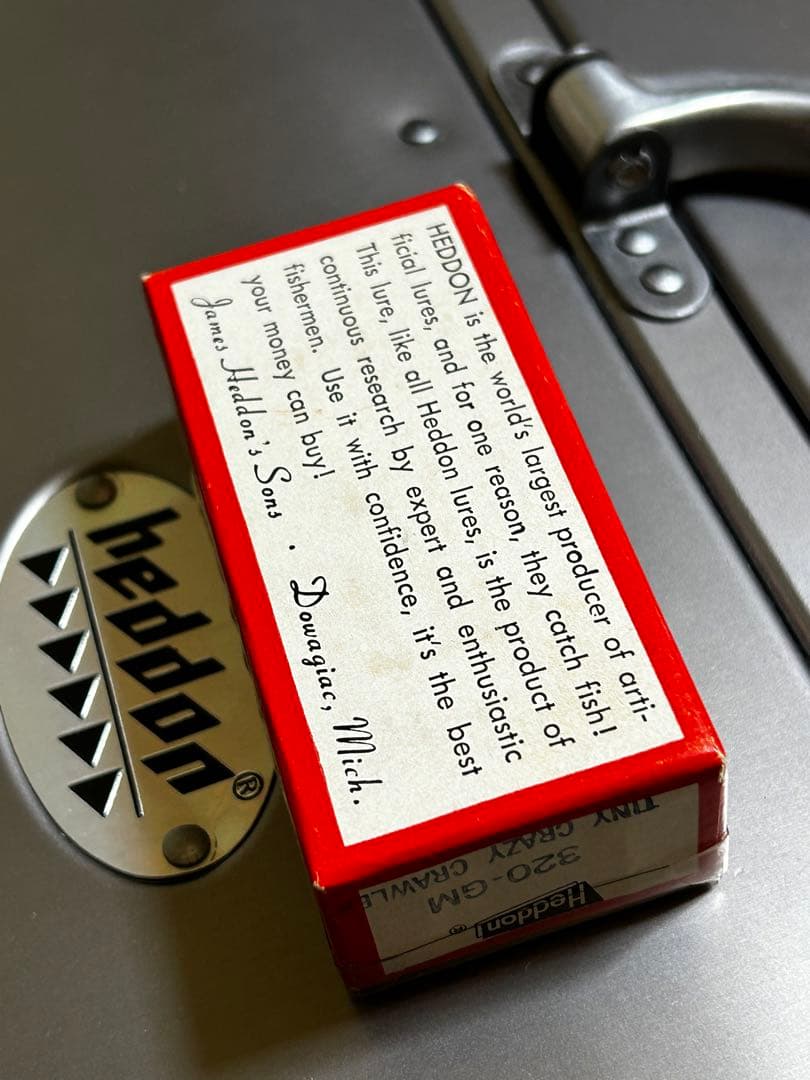 HEDDON is the world's largest producer of arti-
ficial lures, and for one reason, they catch fish!
This lure, like all Heddon lures, is the product of
continuous research by expert and enthusiastic
fishermen. Use it with confidence, it's the best
your money can buy!
James Heddon's Sons • Dowagiac, Mich.
heddon®
Heddon! ®
320-GM
TINY CRAZY CRAWLE